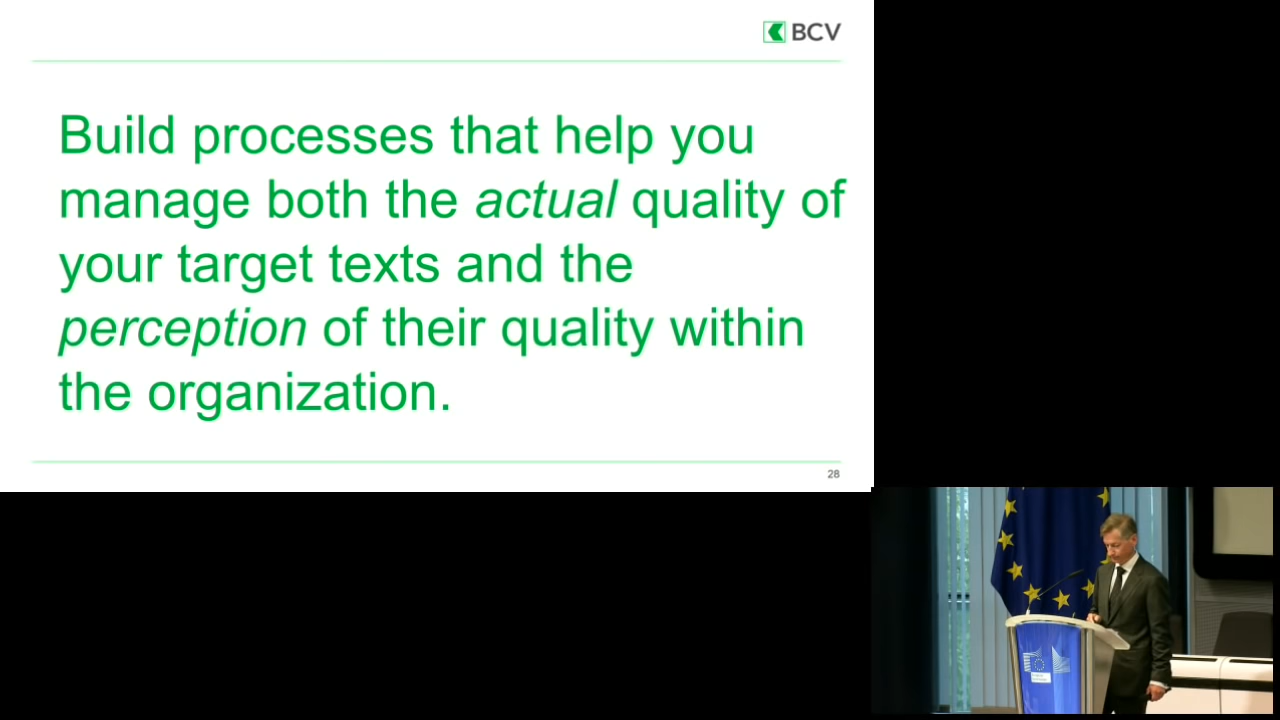 BCV
Build processes that help you
manage both the actual quality of
your target texts and the
perception of their quality within
the organization.
28